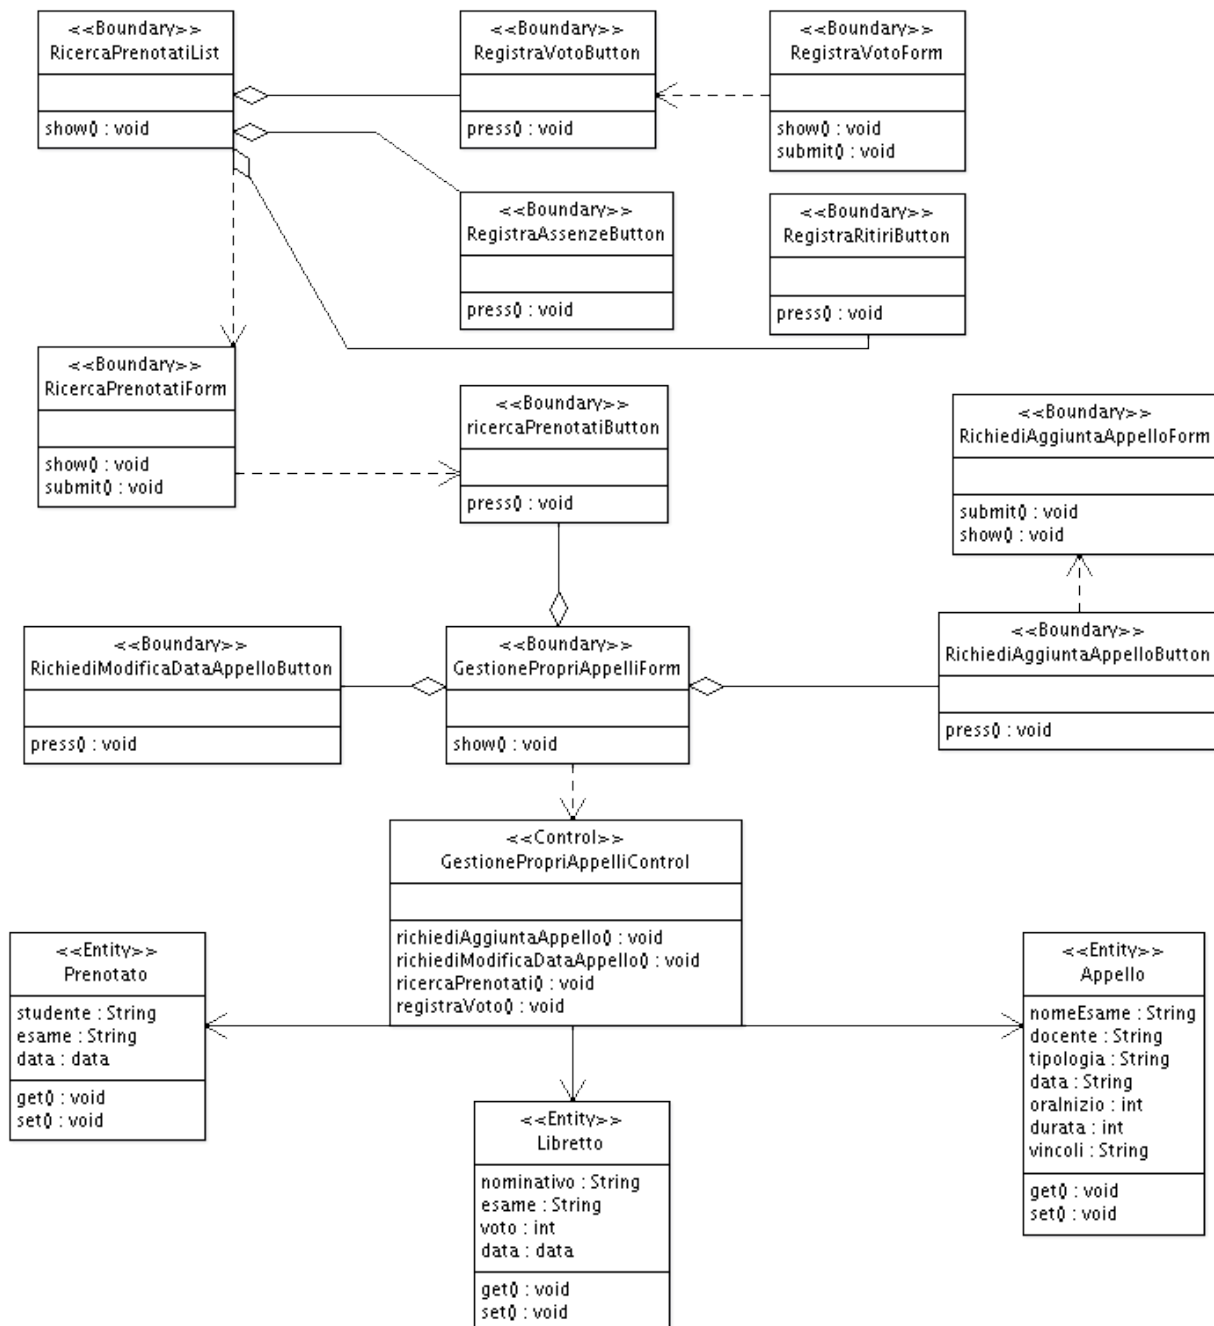 <<Boundary>>
RicercaPrenotatiList
show() : void
<<Boundary>>
RegistraVotoButton
press() : void
<<Boundary>>
RegistraVotoForm
show() : void
submit() : void
<<Boundary>>
RegistraAssenzeButton
press() : void
<<Boundary>>
RegistraRitiriButton
press() : void
<<Boundary>>
RicercaPrenotatiForm
show() : void
submit() : void
<<Boundary>>
ricercaPrenotatiButton
press() : void
<<Boundary>>
RichiediAggiuntaAppelloForm
submit() : void
show() : void
<<Boundary>>
RichiediModificaDataAppelloButton
press() : void
<<Boundary>>
GestionePropriAppelliForm
show() : void
<<Boundary>>
RichiediAggiuntaAppelloButton
press() : void
<<Control>>
GestionePropriAppelliControl
richiediAggiuntaAppello() : void
richiediModificaDataAppello() : void
ricercaPrenotati() : void
registraVoto() : void
<<Entity>>
Prenotato
studente : String
esame : String
data : data
get() : void
set() : void
<<Entity>>
Libretto
nominativo : String
esame : String
voto : int
data : data
get() : void
set() : void
<<Entity>>
Appello
nomeEsame : String
docente : String
tipologia : String
data : String
oraInizio : int
durata : int
vincoli : String
get() : void
set() : void